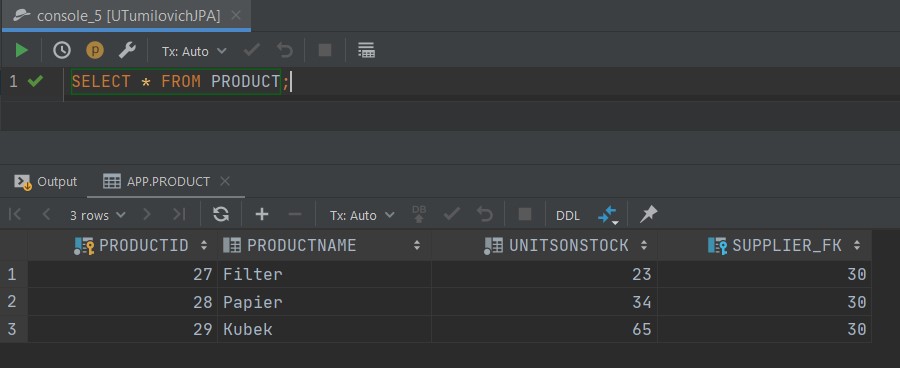 console_5 [UTumilovichJPA]
Tx: Auto
1 SELECT * FROM PRODUCT;
Output APP.PRODUCT
3 rows Tx: Auto DB DDL
PRODUCTID PRODUCTNAME UNITSONSTOCK SUPPLIER_FK
1 27 Filter 23 30
2 28 Papier 34 30
3 29 Kubek 65 30